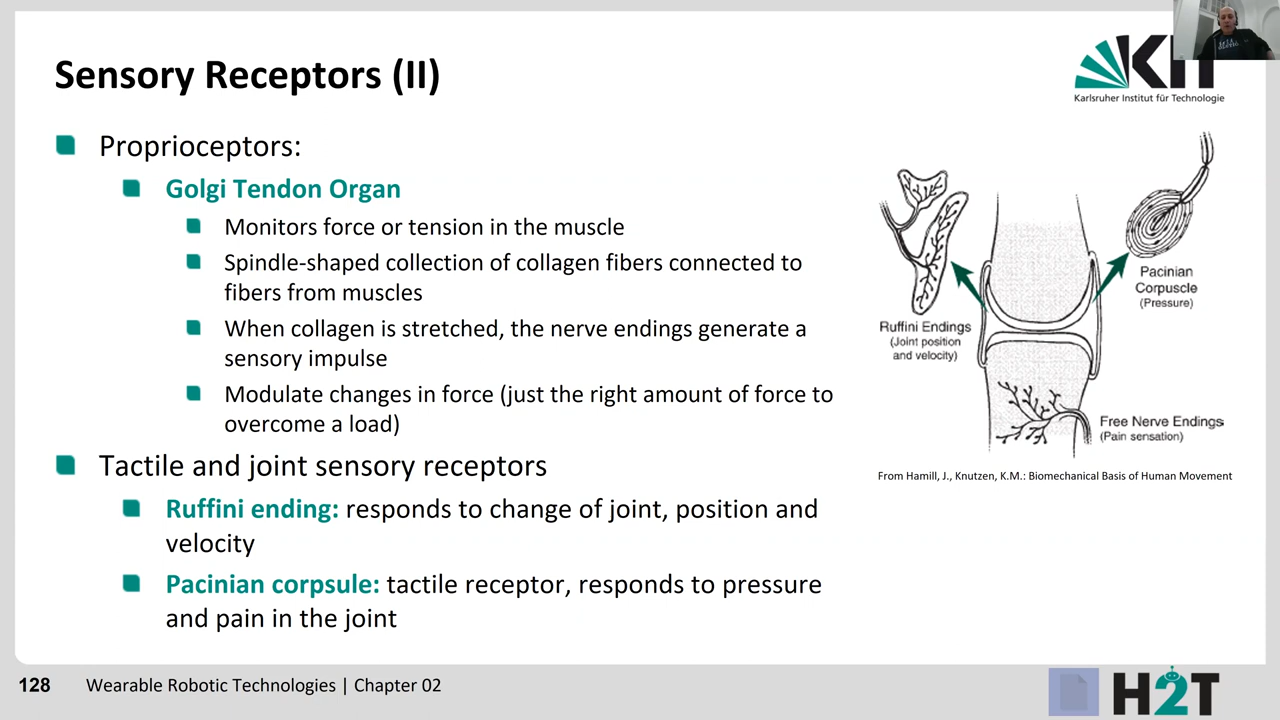 Sensory Receptors (II)
KIT
Karlsruher Institut für Technologie
Proprioceptors:
Golgi Tendon Organ
Monitors force or tension in the muscle
Spindle-shaped collection of collagen fibers connected to
fibers from muscles
When collagen is stretched, the nerve endings generate a
sensory impulse
Modulate changes in force (just the right amount of force to
overcome a load)
Tactile and joint sensory receptors
Ruffini ending: responds to change of joint, position and
velocity
Pacinian corpsule: tactile receptor, responds to pressure
and pain in the joint
Pacinian
Corpuscle
(Pressure)
Ruffini Endings
(Joint position
and velocity)
Free Nerve Endings
(Pain sensation)
From Hamill, J., Knutzen, K.M.: Biomechanical Basis of Human Movement
128 Wearable Robotic Technologies | Chapter 02
H2T